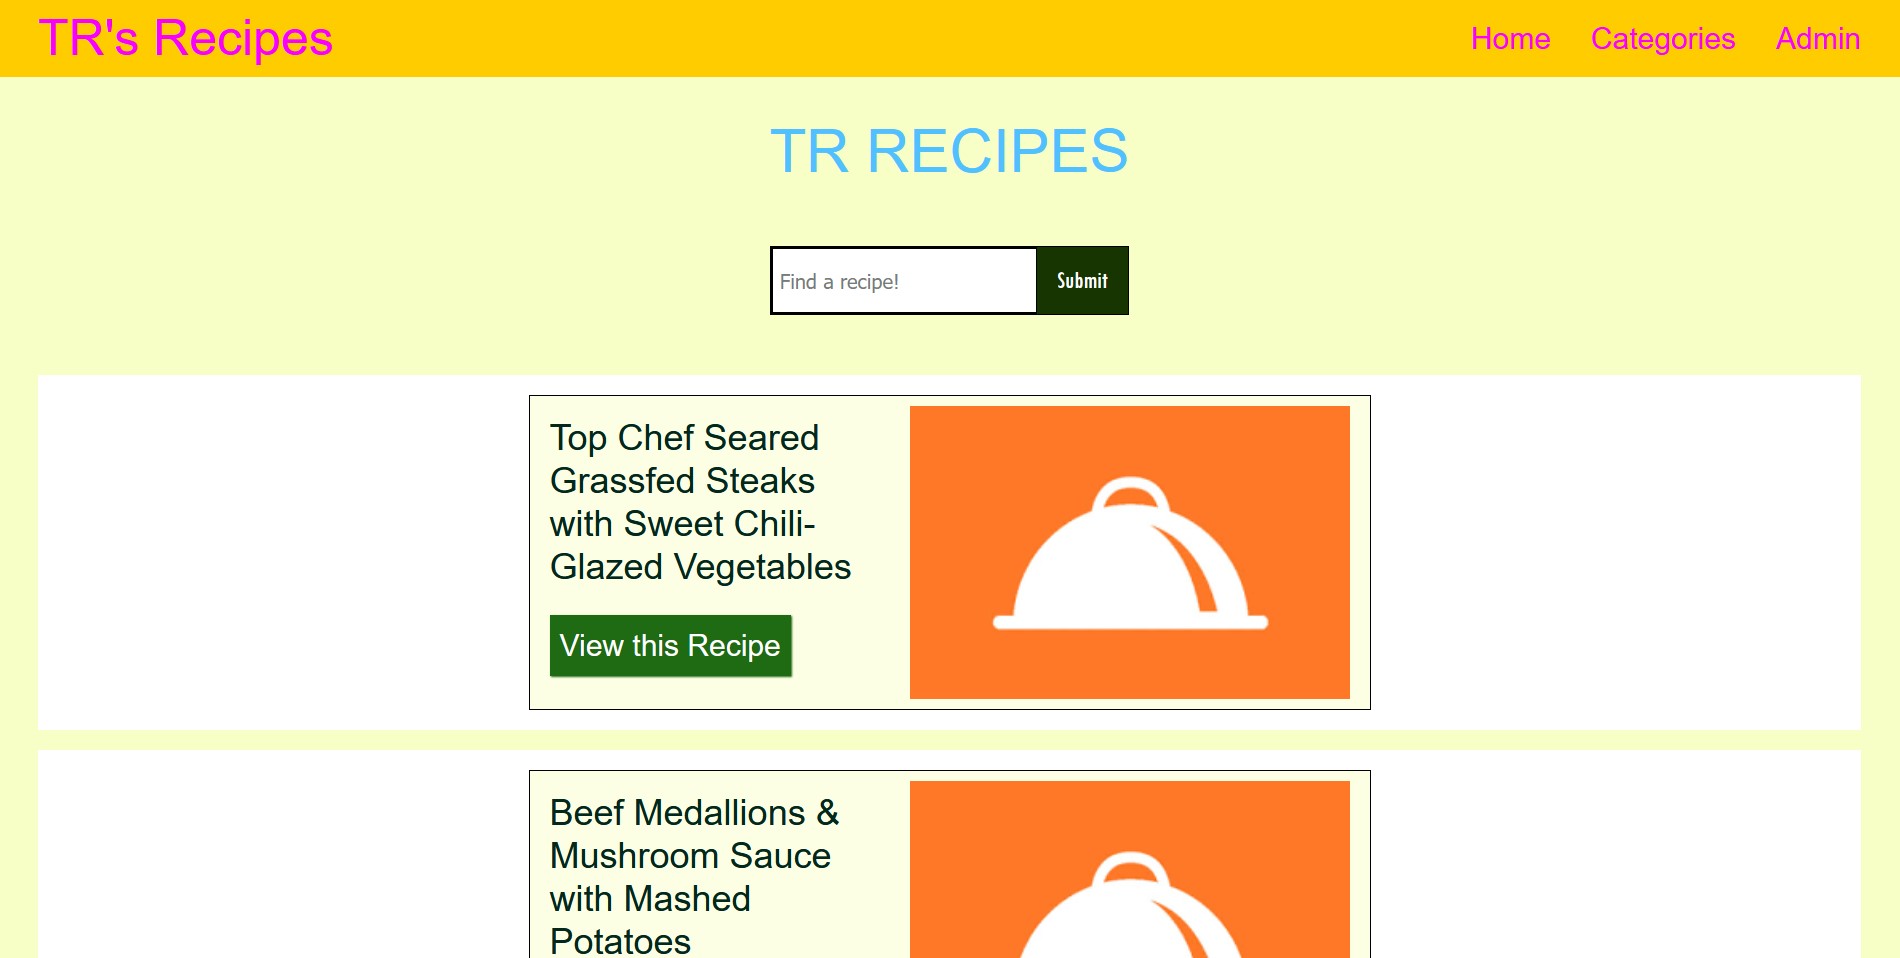 TR's Recipes
Home Categories Admin
TR RECIPES
Find a recipe! Submit
Top Chef Seared
Grassfed Steaks
with Sweet Chili-
Glazed Vegetables
View this Recipe
Beef Medallions &
Mushroom Sauce
with Mashed
Potatoes